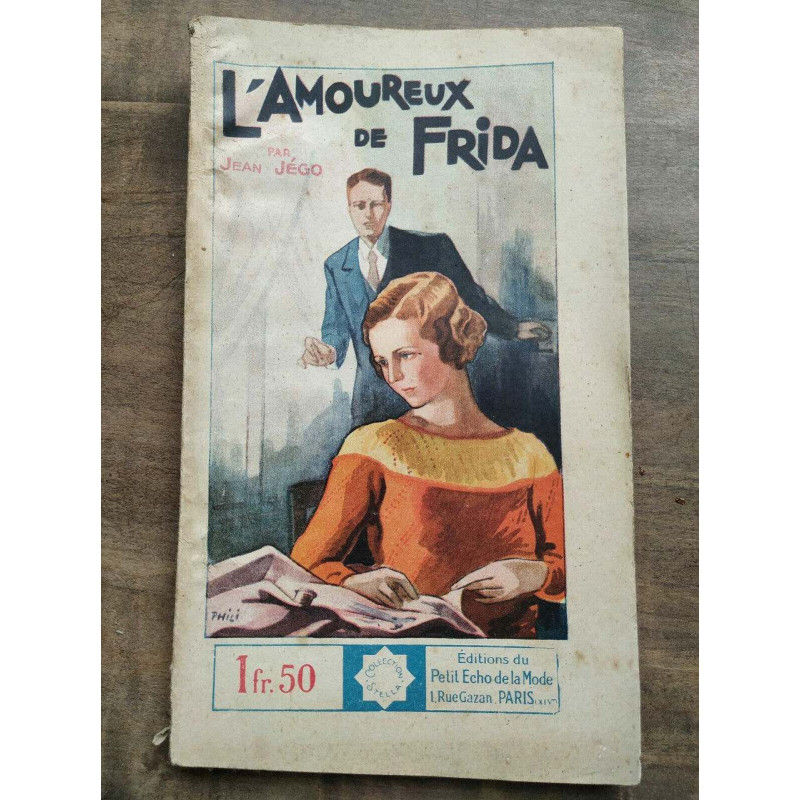 L'AMOUREUX
DE FRIDA
PAR
JEAN JÉGO
PHILI
1 fr. 50
COLLECTION
STELLA
Éditions du
Petit Echo de la Mode
1, Rue Gazan, PARIS (XIVe)